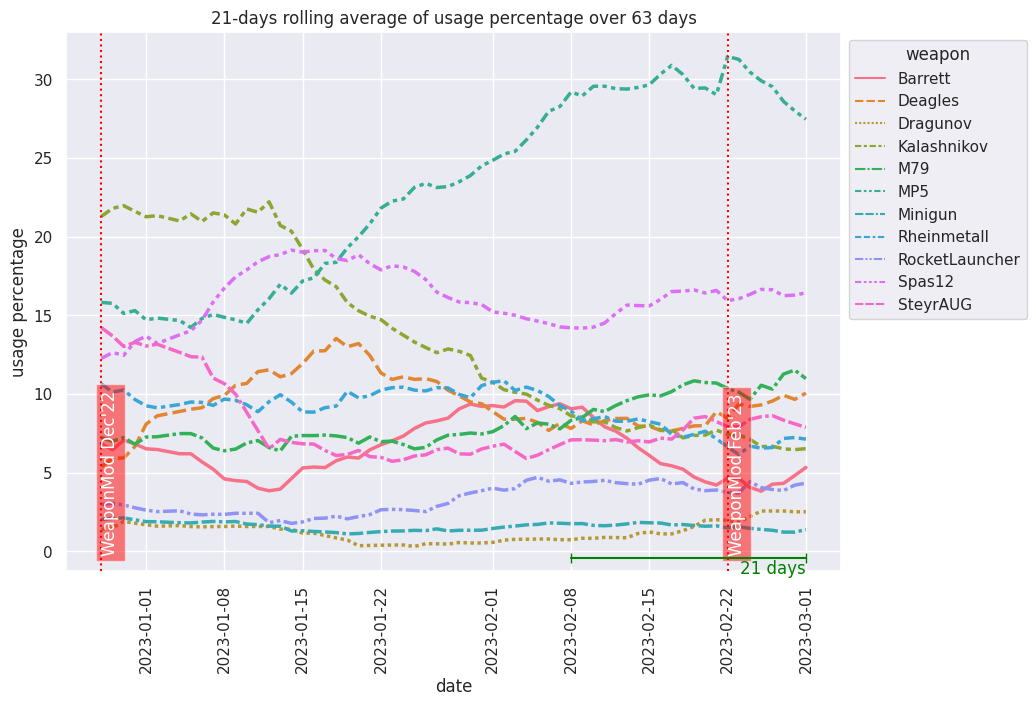 21-days rolling average of usage percentage over 63 days
weapon
Barrett
Deagles
Dragunov
Kalashnikov
M79
MP5
Minigun
Rheinmetall
RocketLauncher
Spas12
SteyrAUG
usage percentage
30
25
20
15
10
5
0
WeaponMod Dec'22
WeaponMod Feb'23
21 days
2023-01-01
2023-01-08
2023-01-15
2023-01-22
2023-02-01
2023-02-08
2023-02-15
2023-02-22
2023-03-01
date